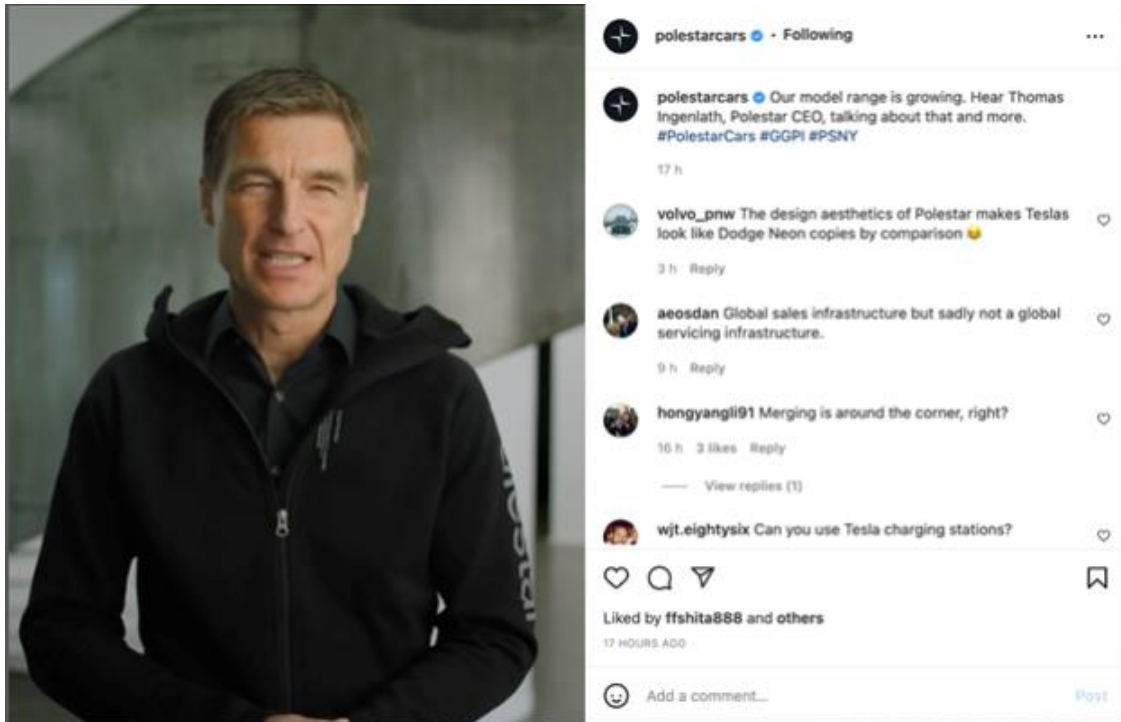 polestarcars • Following
polestarcars Our model range is growing. Hear Thomas
Ingenlath, Polestar CEO, talking about that and more.
#PolestarCars #GGPI #PSNY
17 h
volvo_pnw The design aesthetics of Polestar makes Teslas
look like Dodge Neon copies by comparison 😂
3 h Reply
aeosdan Global sales infrastructure but sadly not a global
servicing infrastructure.
9 h Reply
hongyangli91 Merging is around the corner, right?
16 h 3 likes Reply
View replies (1)
wjt.eightysix Can you use Tesla charging stations?
Liked by ffshita888 and others
17 HOURS AGO
Add a comment...
Post
Polestar